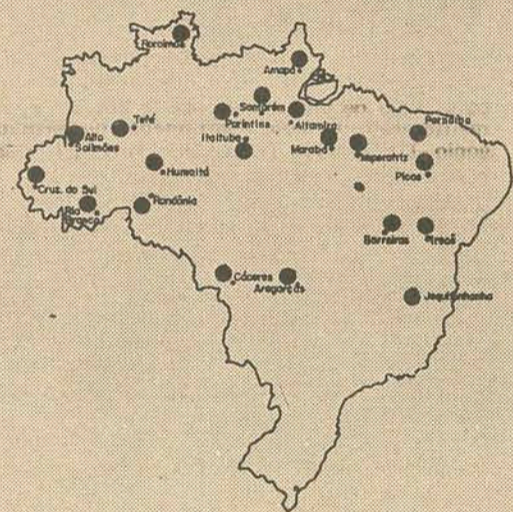 Roraima
Amapá
Santarém
Parintins
Altamira
Parnaíba
Tefé
Alto
Solimões
Itaituba
Marabá
Imperatriz
Picos
Humaitá
Cruz. do Sul
Rondônia
Rio
Branco
Barreiras
Irecê
Cáceres
Aragarças
Jequitinhonha